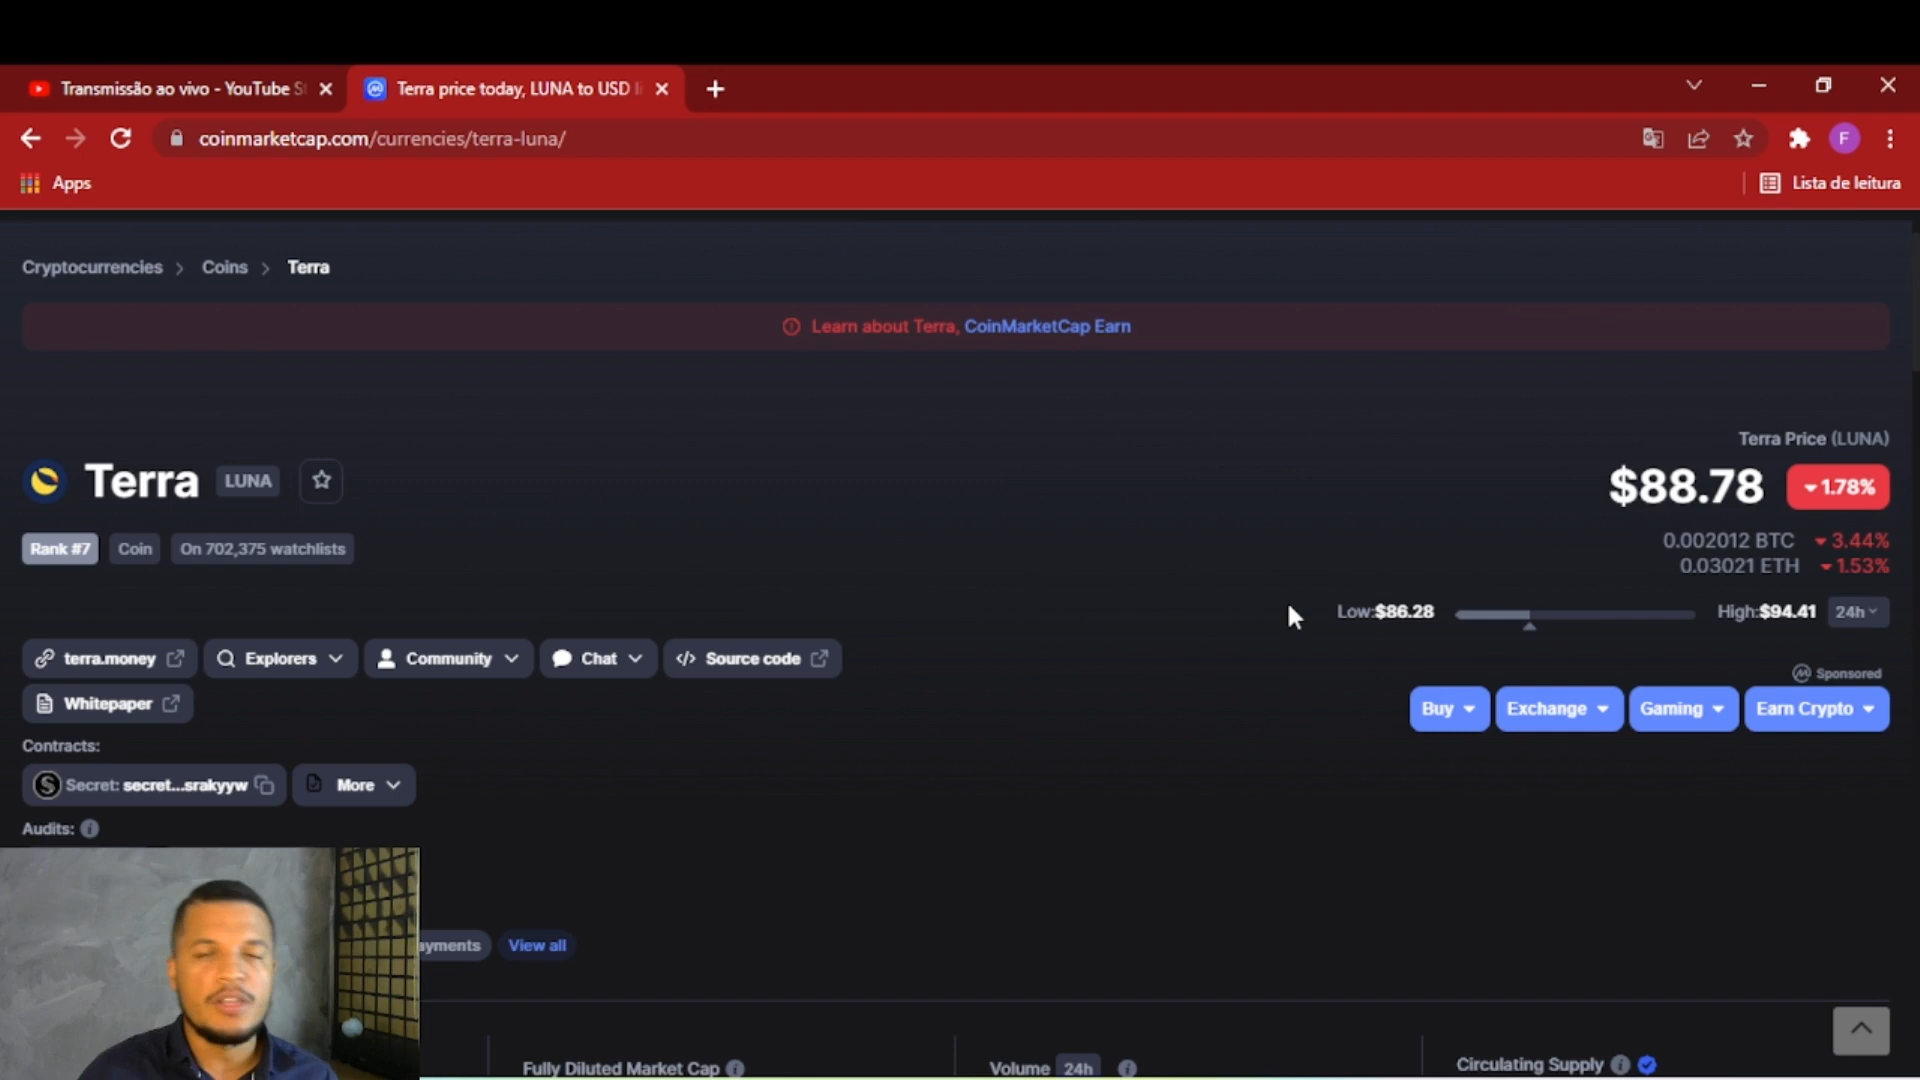 Transmissão ao vivo - YouTube S
Terra price today, LUNA to USD li
coinmarketcap.com/currencies/terra-luna/
F
Apps
Lista de leitura
Cryptocurrencies > Coins > Terra
Learn about Terra, CoinMarketCap Earn
Terra Price (LUNA)
Terra LUNA
$88.78 1.78%
Rank #7 Coin On 702,375 watchlists
0.002012 BTC 3.44%
0.03021 ETH 1.53%
Low:$86.28 High:$94.41 24h
terra.money Explorers Community Chat Source code
Sponsored
Whitepaper
Buy Exchange Gaming Earn Crypto
Contracts:
Secret: secret...srakyyw More
Audits:
ayments View all
Fully Diluted Market Cap
Volume 24h
Circulating Supply